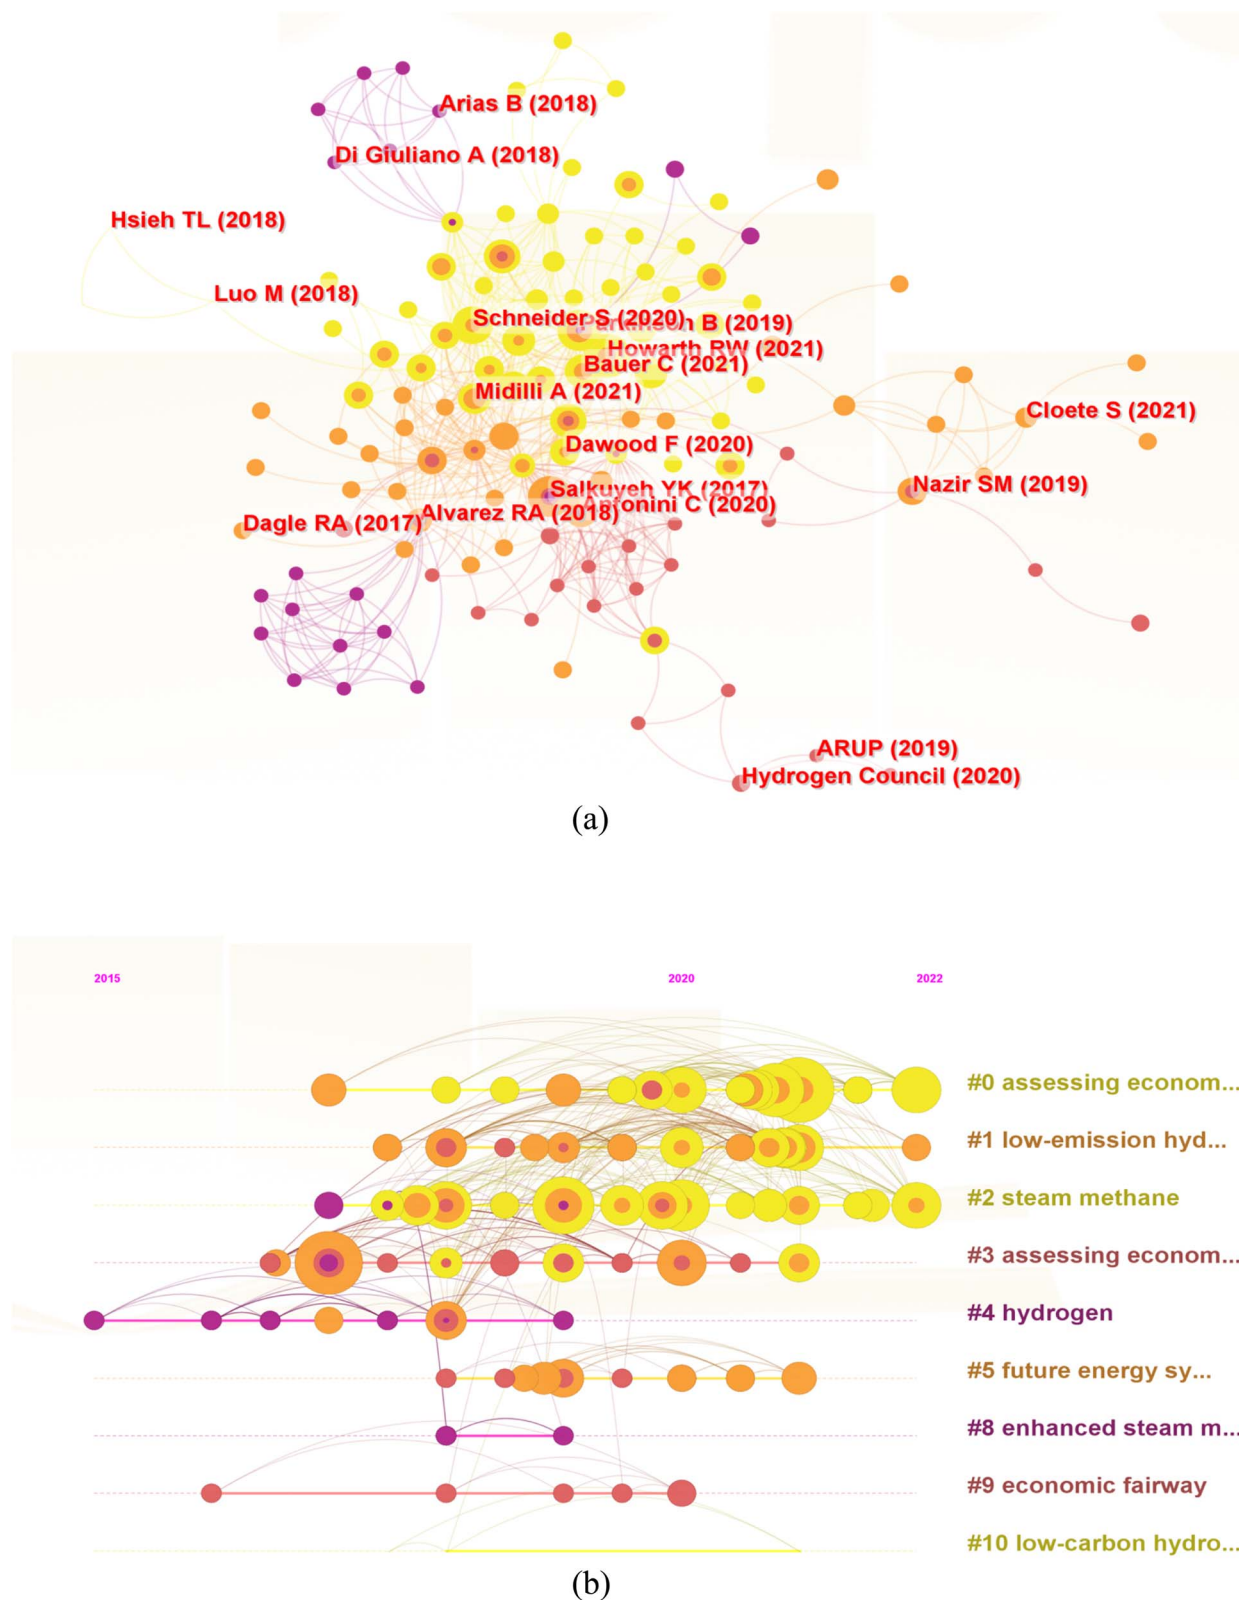 Arias B (2018)
Di Giuliano A (2018)
Hsieh TL (2018)
Luo M (2018)
Schneider S (2020)
Parkinson B (2019)
Howarth RW (2021)
Bauer C (2021)
Midilli A (2021)
Cloete S (2021)
Dawood F (2020)
Nazir SM (2019)
Salkuyeh YK (2017)
Antonini C (2020)
Alvarez RA (2018)
Dagle RA (2017)
ARUP (2019)
Hydrogen Council (2020)
(a)
2015 2020 2022
#0 assessing econom...
#1 low-emission hyd...
#2 steam methane
#3 assessing econom...
#4 hydrogen
#5 future energy sy...
#8 enhanced steam m...
#9 economic fairway
#10 low-carbon hydro...
(b)